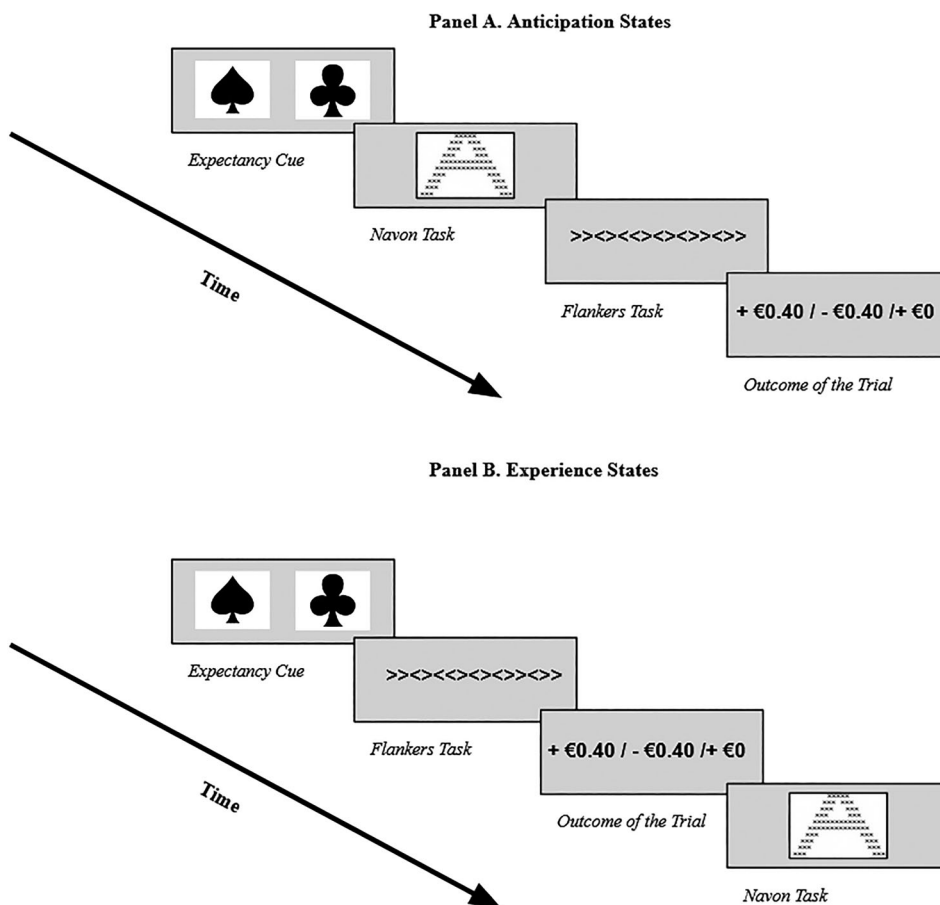 Panel A. Anticipation States
Expectancy Cue
Navon Task
>><><<><><>><>>
Flankers Task
Time
+ €0.40 / - €0.40 /+ €0
Outcome of the Trial
Panel B. Experience States
Expectancy Cue
>><><<><><>><>>
Flankers Task
Time
+ €0.40 / - €0.40 /+ €0
Outcome of the Trial
Navon Task